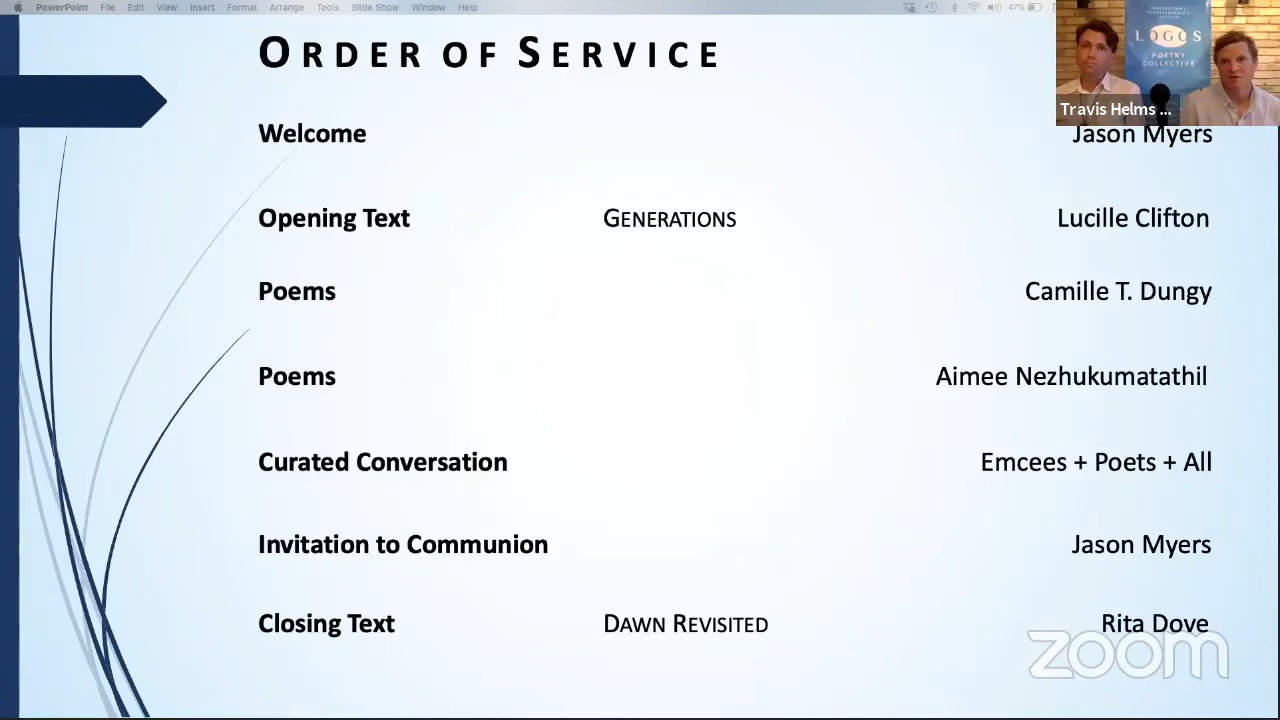 PowerPoint File Edit View Insert Format Arrange Tools Slide Show Window Help 47%
ORDER OF SERVICE
LOGOS
POETRY
COLLECTIVE
Travis Helms ...
Welcome Jason Myers
Opening Text GENERATIONS Lucille Clifton
Poems Camille T. Dungy
Poems Aimee Nezhukumatathil
Curated Conversation Emcees + Poets + All
Invitation to Communion Jason Myers
Closing Text DAWN REVISITED Rita Dove
zoom